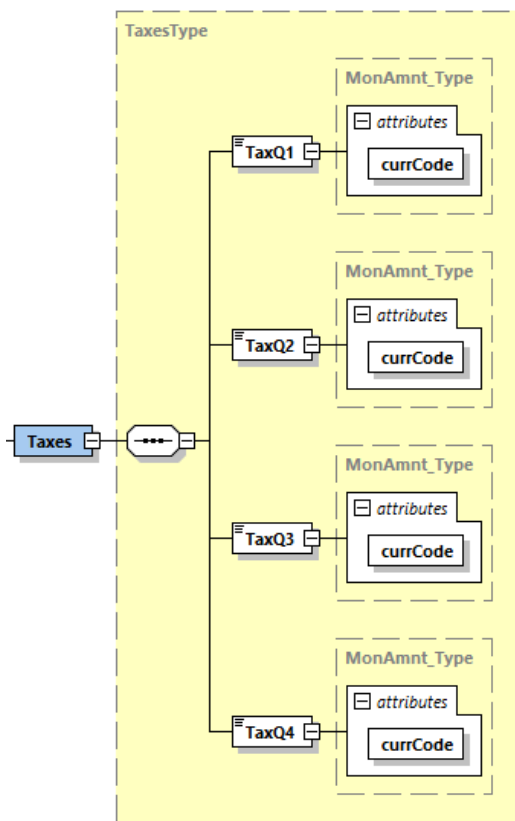 TaxesType
MonAmnt_Type
attributes
TaxQ1
currCode
MonAmnt_Type
attributes
TaxQ2
currCode
Taxes
MonAmnt_Type
attributes
TaxQ3
currCode
MonAmnt_Type
attributes
TaxQ4
currCode